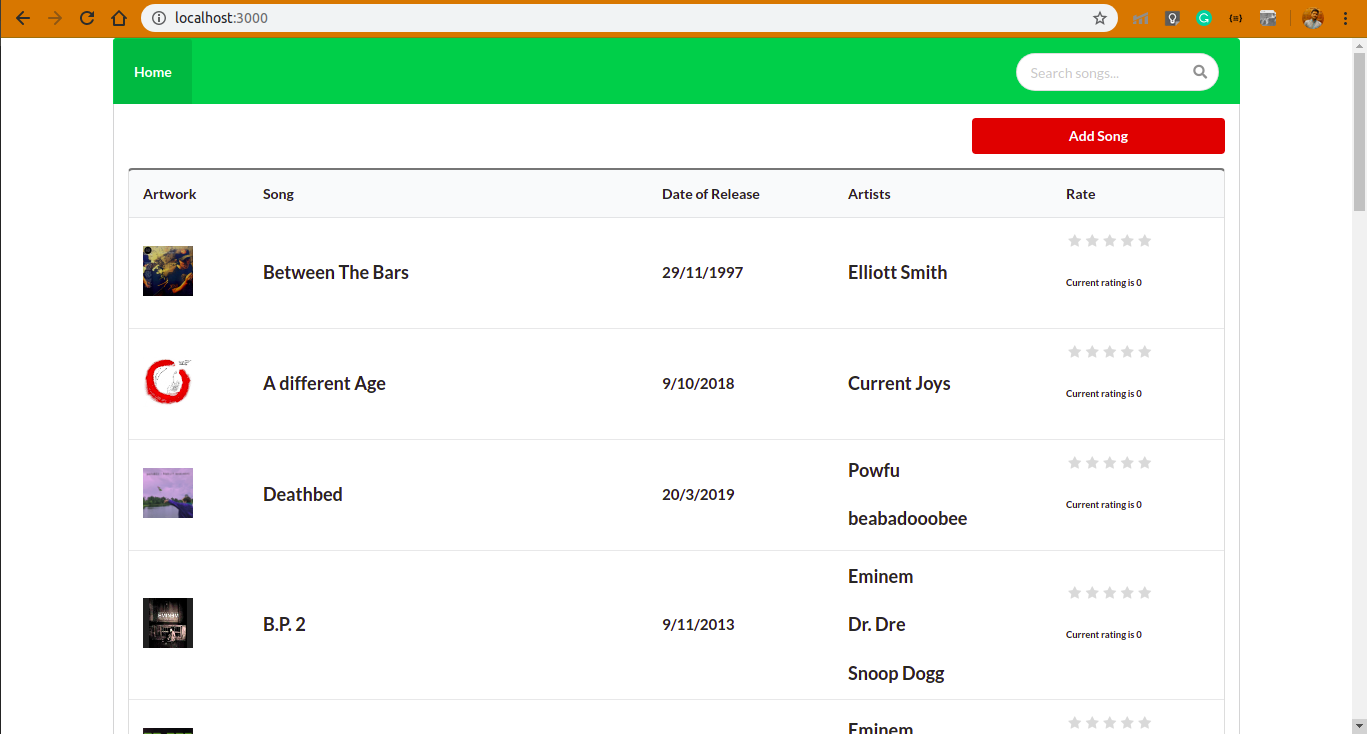 localhost:3000
Home
Search songs...
Add Song
Artwork Song Date of Release Artists Rate
Between The Bars 29/11/1997 Elliott Smith
Current rating is 0
A different Age 9/10/2018 Current Joys
Current rating is 0
Deathbed 20/3/2019 Powfu
beabadooobee
Current rating is 0
B.P. 2 9/11/2013 Eminem
Dr. Dre
Snoop Dogg
Current rating is 0
Eminem